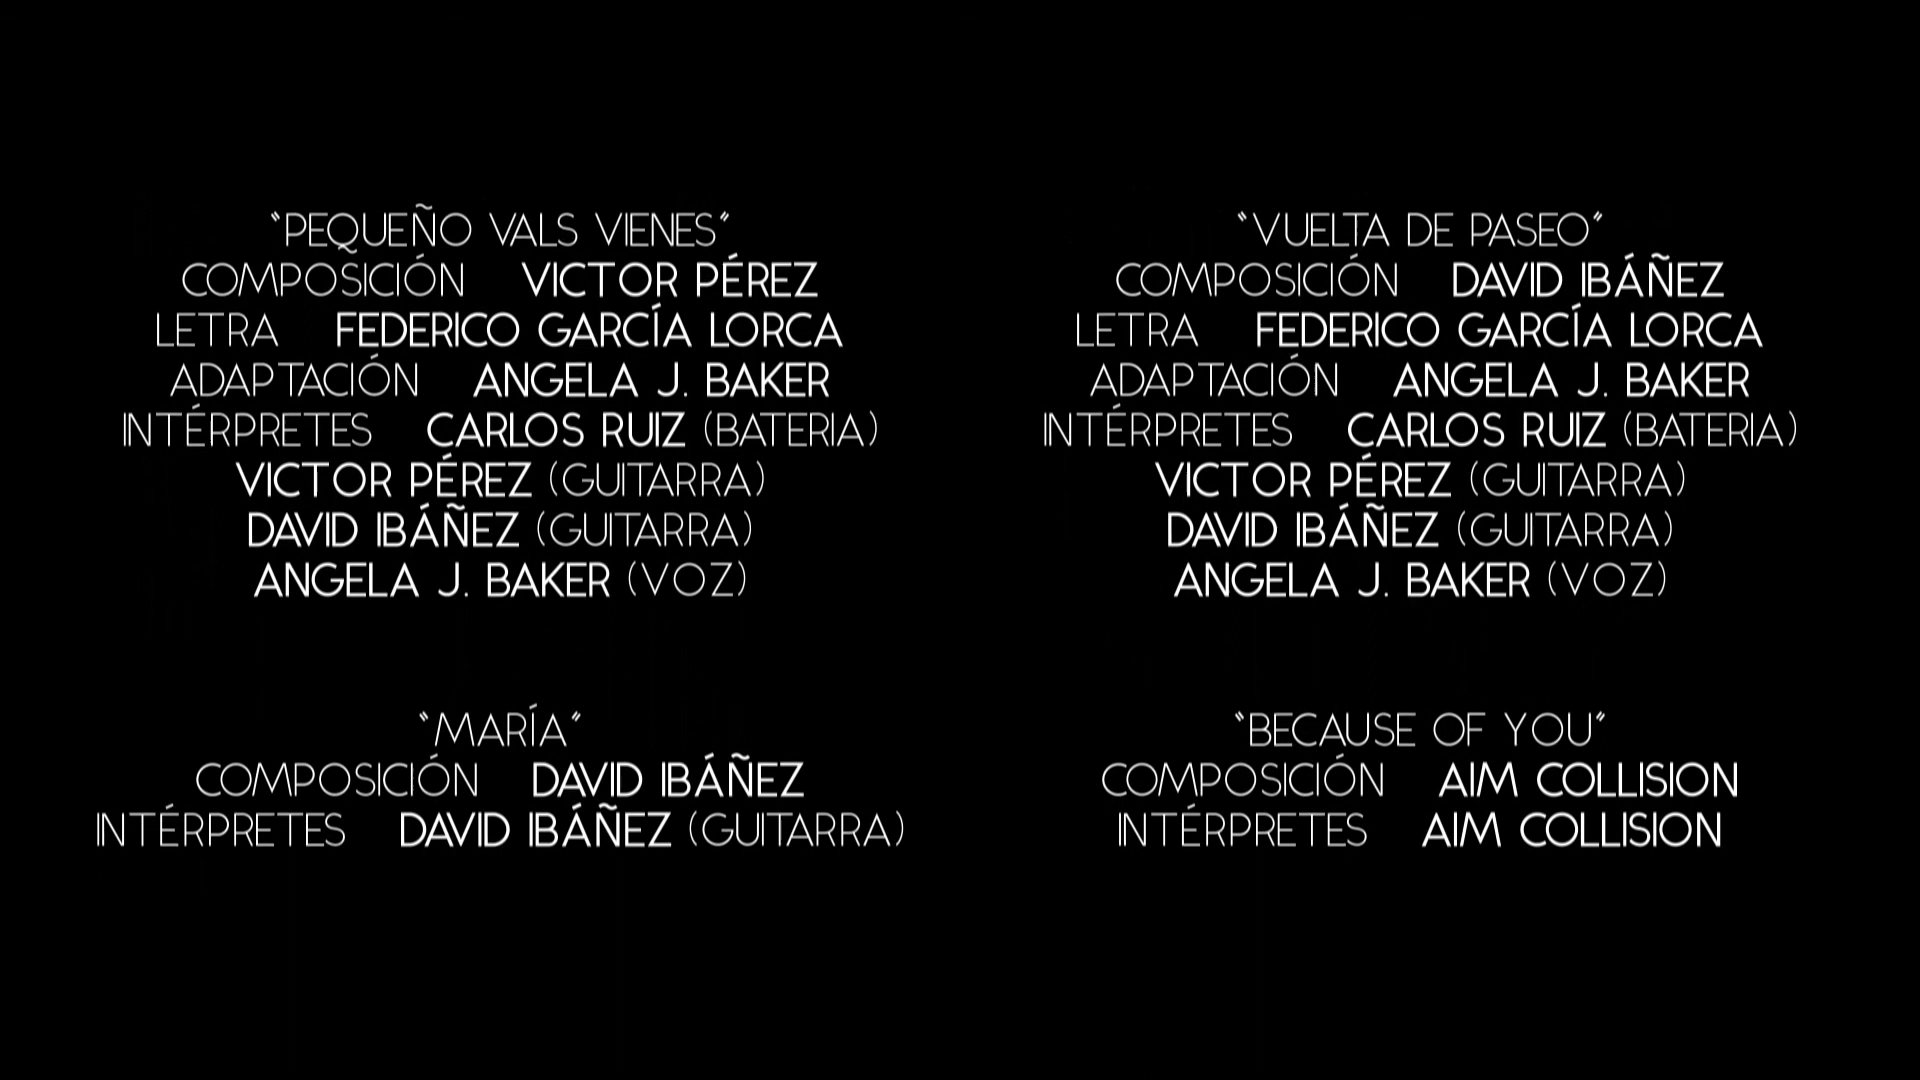 "PEQUEÑO VALS VIENES"
COMPOSICIÓN VICTOR PÉREZ
LETRA FEDERICO GARCÍA LORCA
ADAPTACIÓN ANGELA J. BAKER
INTÉRPRETES CARLOS RUIZ (BATERIA)
VICTOR PÉREZ (GUITARRA)
DAVID IBÁÑEZ (GUITARRA)
ANGELA J. BAKER (VOZ)
"MARÍA"
COMPOSICIÓN DAVID IBÁÑEZ
INTÉRPRETES DAVID IBÁÑEZ (GUITARRA)
"VUELTA DE PASEO"
COMPOSICIÓN DAVID IBÁÑEZ
LETRA FEDERICO GARCÍA LORCA
ADAPTACIÓN ANGELA J. BAKER
INTÉRPRETES CARLOS RUIZ (BATERIA)
VICTOR PÉREZ (GUITARRA)
DAVID IBÁÑEZ (GUITARRA)
ANGELA J. BAKER (VOZ)
"BECAUSE OF YOU"
COMPOSICIÓN AIM COLLISION
INTÉRPRETES AIM COLLISION